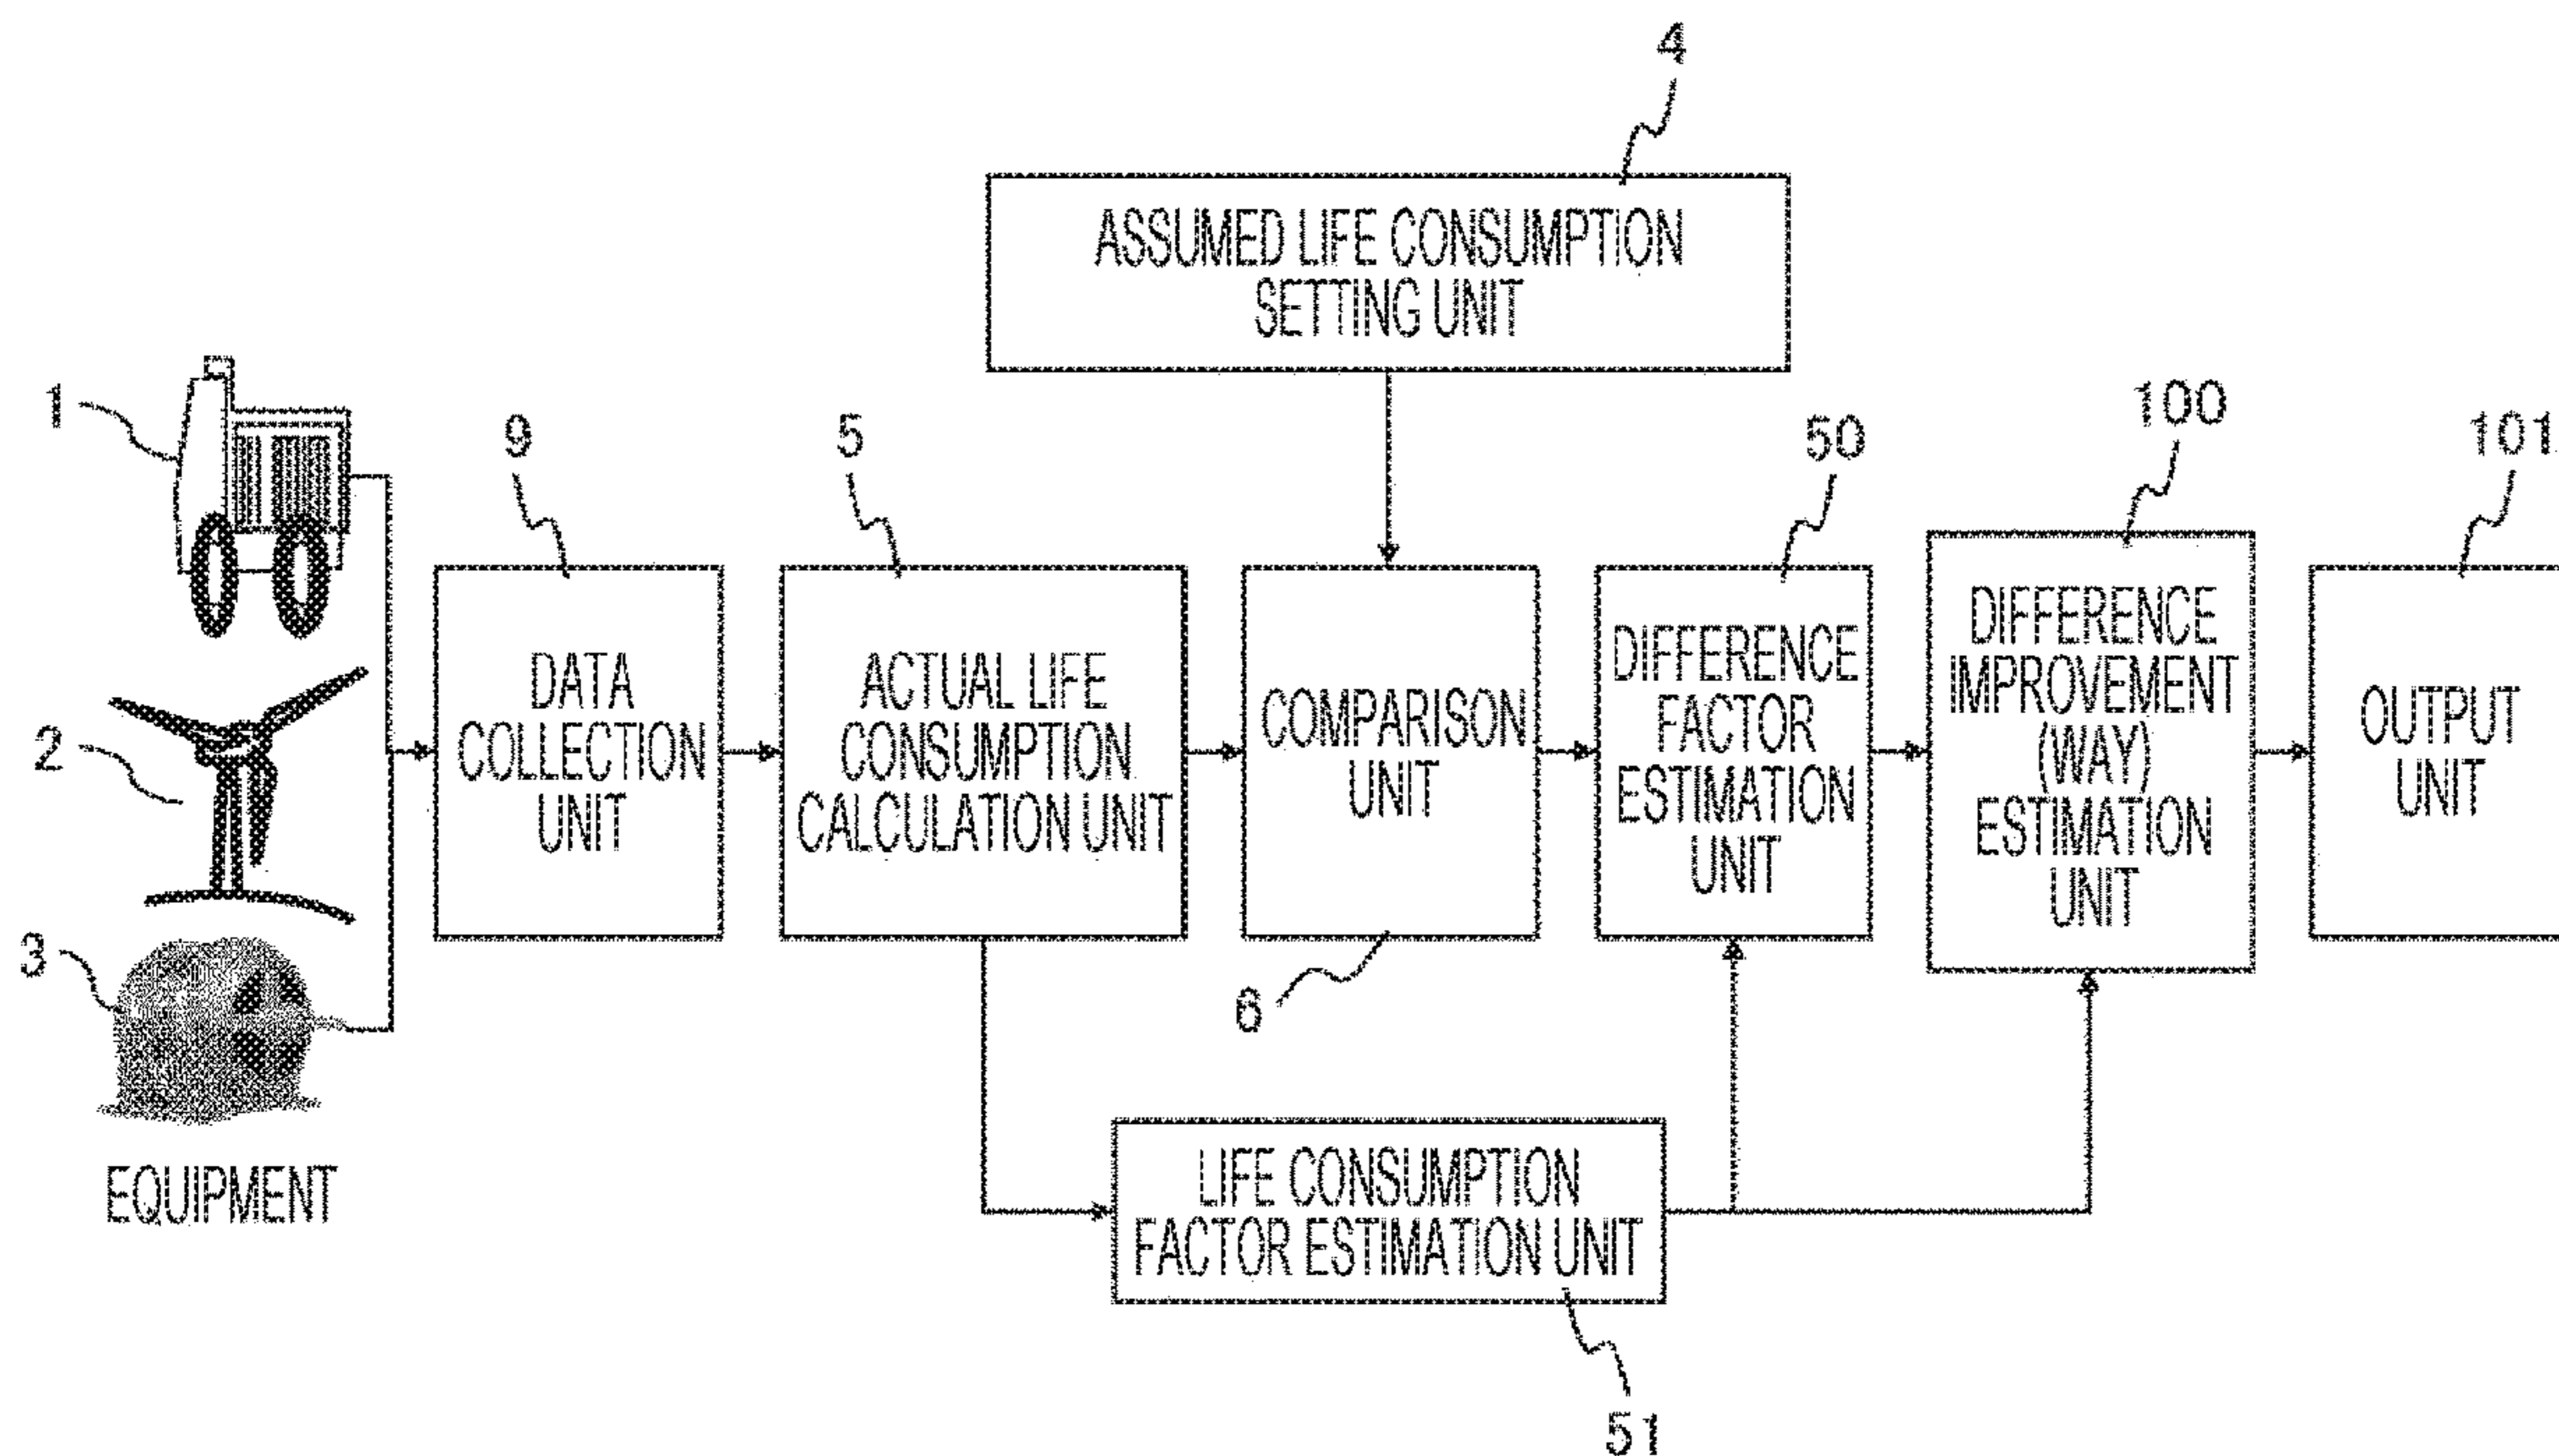 4
ASSUMED LIFE CONSUMPTION
SETTING UNIT
1
9
5
50
100
101
DATA
COLLECTION
UNIT
ACTUAL LIFE
CONSUMPTION
CALCULATION UNIT
COMPARISON
UNIT
DIFFERENCE
FACTOR
ESTIMATION
UNIT
DIFFERENCE
IMPROVEMENT
(WAY)
ESTIMATION
UNIT
OUTPUT
UNIT
2
3
6
EQUIPMENT
LIFE CONSUMPTION
FACTOR ESTIMATION UNIT
51